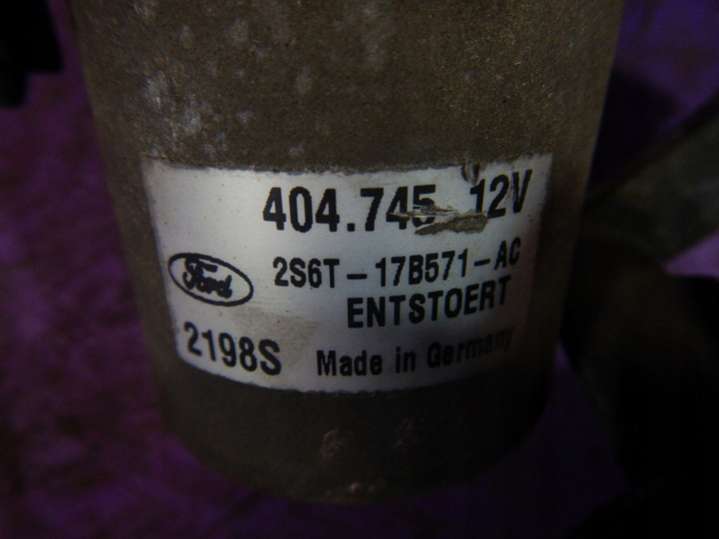 404.745 12V
Ford 2S6T-17B571-AC
ENTSTOERT
2198S Made in Germany